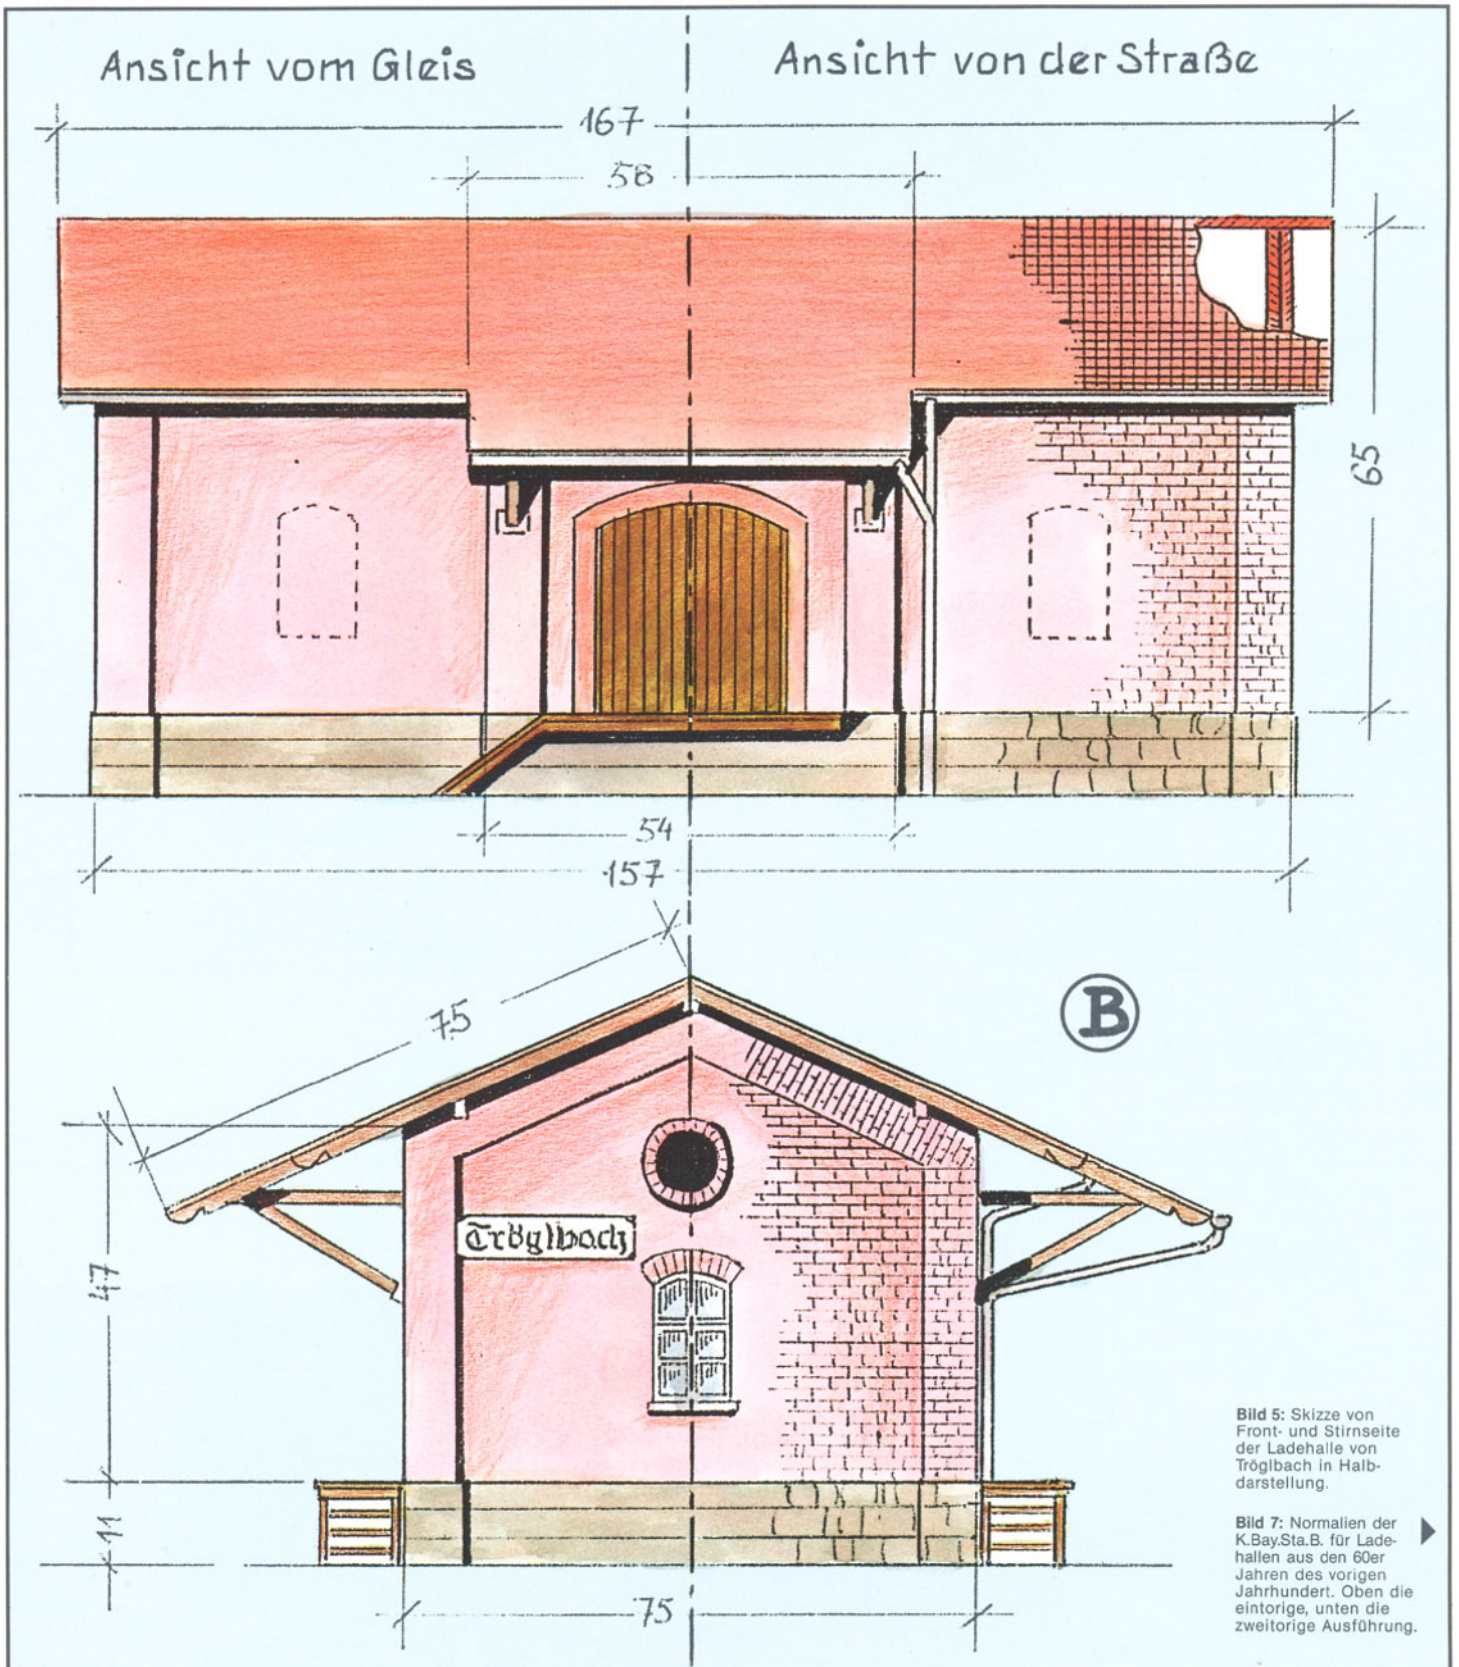 Ansicht vom Gleis
Ansicht von der Straße
167
58
65
54
157
75
B
47
Tröglbach
11
75
Bild 5: Skizze von
Front- und Stirnseite
der Ladehalle von
Tröglbach in Halb-
darstellung.
Bild 7: Normalien der
K.Bay.Sta.B. für Lade-
hallen aus den 60er
Jahren des vorigen
Jahrhundert. Oben die
eintorige, unten die
zweitorige Ausführung.